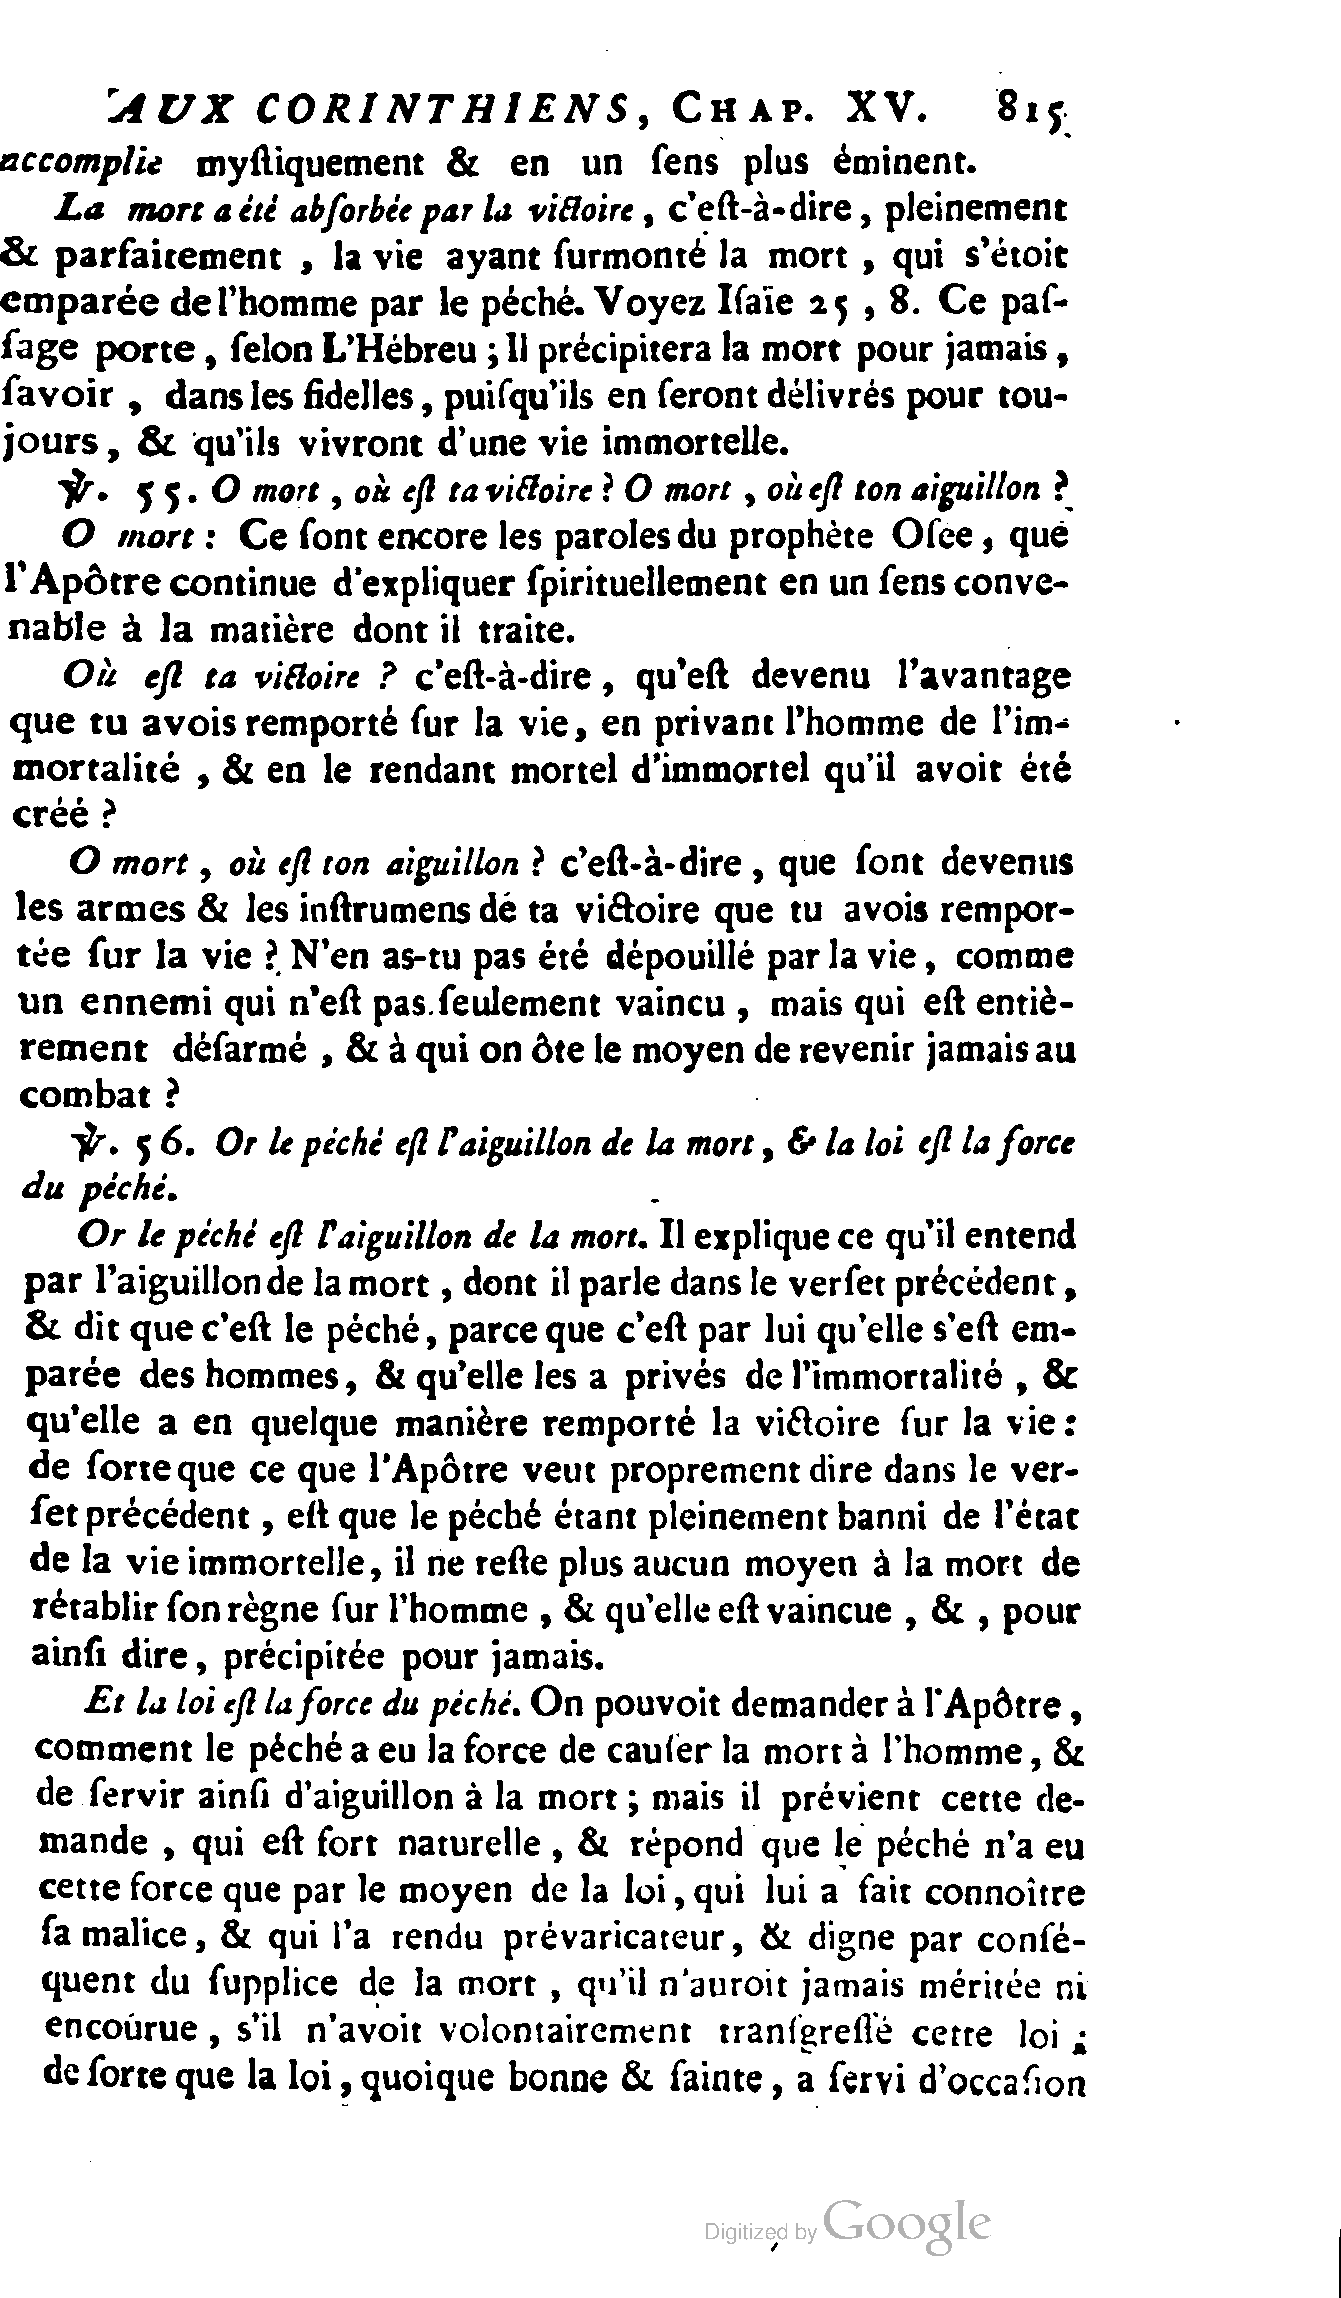 AUX CORINTHIENS, CHAP. XV. 815
accomplie myſtiquement & en un ſens plus éminent.
La mort a été abſorbée par la victoire, c'eſt-à-dire, pleinement
& parfaitement, la vie ayant ſurmonté la mort, qui s'étoit
emparée de l'homme par le péché. Voyez Iſaïe 25, 8. Ce paſ-
ſage porte, ſelon L'Hébreu; Il précipitera la mort pour jamais,
ſavoir, dans les fidelles, puiſqu'ils en ſeront délivrés pour tou-
jours, & qu'ils vivront d'une vie immortelle.
℣. 55. O mort, où eſt ta victoire? O mort, où eſt ton aiguillon?
O mort: Ce ſont encore les paroles du prophète Oſée, que
l'Apôtre continue d'expliquer ſpirituellement en un ſens conve-
nable à la matière dont il traite.
Où eſt ta victoire? c'eſt-à-dire, qu'eſt devenu l'avantage
que tu avois remporté ſur la vie, en privant l'homme de l'im-
mortalité, & en le rendant mortel d'immortel qu'il avoit été
créé?
O mort, où eſt ton aiguillon? c'eſt-à-dire, que ſont devenus
les armes & les inſtrumens de ta victoire que tu avois rempor-
tée ſur la vie? N'en as-tu pas été dépouillé par la vie, comme
un ennemi qui n'eſt pas ſeulement vaincu, mais qui eſt entiè-
rement déſarmé, & à qui on ôte le moyen de revenir jamais au
combat?
℣. 56. Or le péché eſt l'aiguillon de la mort, & la loi eſt la force
du péché.
Or le péché eſt l'aiguillon de la mort. Il explique ce qu'il entend
par l'aiguillon de la mort, dont il parle dans le verſet précédent,
& dit que c'eſt le péché, parce que c'eſt par lui qu'elle s'eſt em-
parée des hommes, & qu'elle les a privés de l'immortalité, &
qu'elle a en quelque manière remporté la victoire ſur la vie:
de ſorte que ce que l'Apôtre veut proprement dire dans le ver-
ſet précédent, eſt que le péché étant pleinement banni de l'état
de la vie immortelle, il ne reſte plus aucun moyen à la mort de
rétablir ſon règne ſur l'homme, & qu'elle eſt vaincue, &, pour
ainſi dire, précipitée pour jamais.
Et la loi eſt la force du péché. On pouvoit demander à l'Apôtre,
comment le péché a eu la force de cauſer la mort à l'homme, &
de ſervir ainſi d'aiguillon à la mort; mais il prévient cette de-
mande, qui eſt fort naturelle, & répond que le péché n'a eu
cette force que par le moyen de la loi, qui lui a fait connoître
ſa malice, & qui l'a rendu prévaricateur, & digne par conſé-
quent du ſupplice de la mort, qu'il n'auroit jamais méritée ni
encoûrue, s'il n'avoit volontairement tranſgreſſé cette loi;
de ſorte que la loi, quoique bonne & ſainte, a ſervi d'occaſion
Digitized by Google